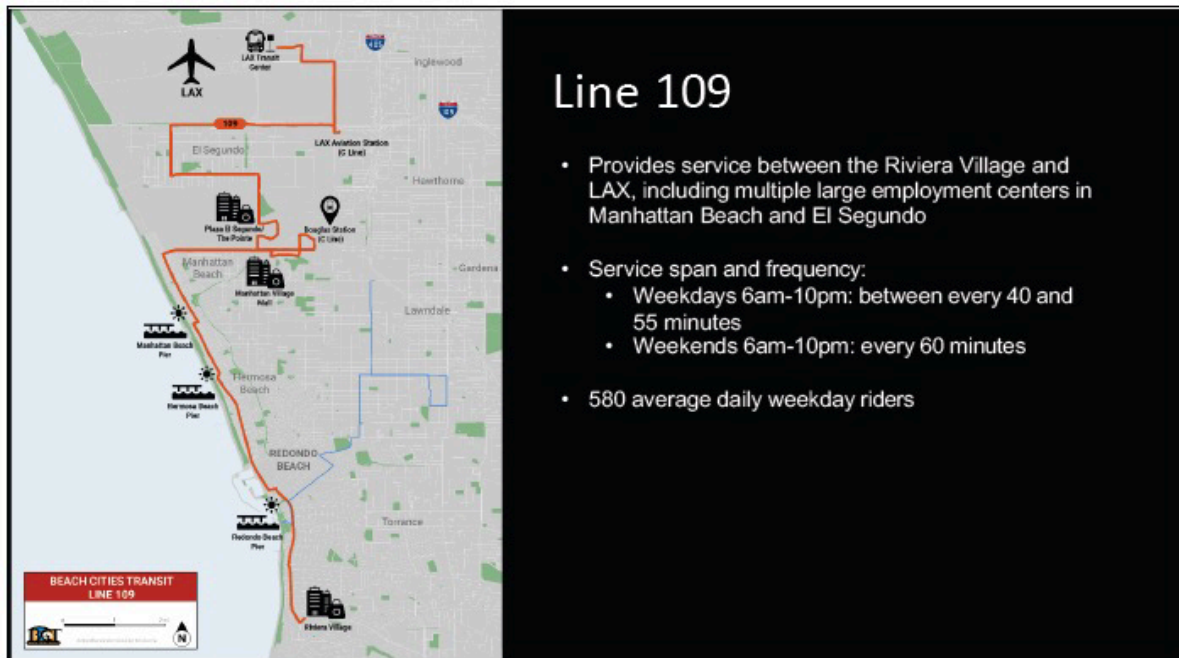 LAX Transit
Center
LAX
405
Inglewood
105
109
El Segundo
LAX Aviation Station
(C Line)
Hawthorne
Plaza El Segundo/
The Pointe
Douglas Station
(C Line)
Manhattan
Beach
Manhattan Village
Mall
Gardena
Lawndale
Manhattan Beach
Pier
Hermosa
Beach
Hermosa Beach
Pier
REDONDO
BEACH
Torrance
Redondo Beach
Pier
Riviera Village
BEACH CITIES TRANSIT
LINE 109
BCT
N
Line 109
• Provides service between the Riviera Village and
LAX, including multiple large employment centers in
Manhattan Beach and El Segundo
• Service span and frequency:
• Weekdays 6am-10pm: between every 40 and
55 minutes
• Weekends 6am-10pm: every 60 minutes
• 580 average daily weekday riders